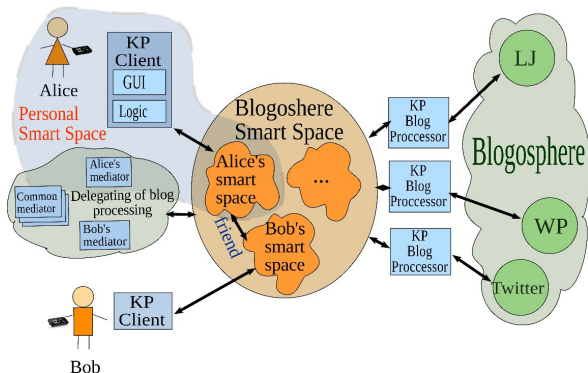 Alice
Personal
Smart Space
KP
Client
GUI
Logic
Blogoshere
Smart Space
Alice's
smart
space
...
friend
Bob's
smart
space
Alice's
mediator
Delegating of blog
processing
Common
mediator
Bob's
mediator
KP
Client
Bob
KP
Blog
Proccessor
KP
Blog
Proccessor
KP
Blog
Proccessor
Blogosphere
LJ
WP
Twitter